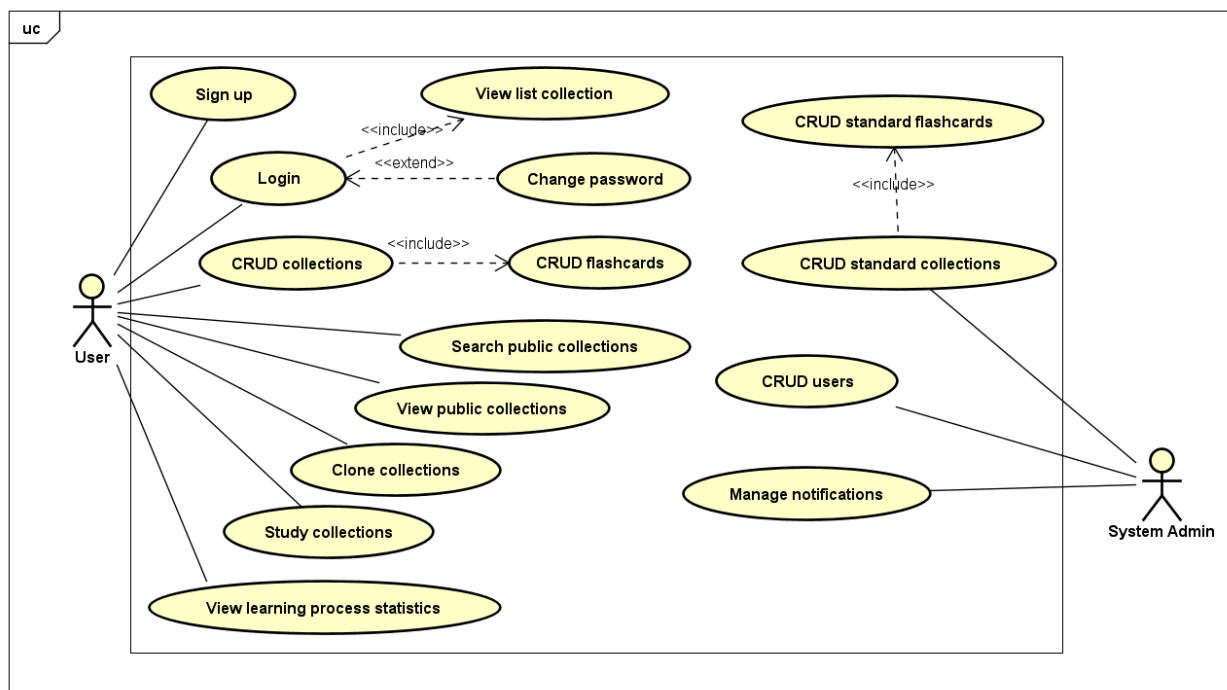 uc
Sign up
View list collection
CRUD standard flashcards
<<include>>
<<extend>>
Login
Change password
<<include>>
<<include>>
CRUD collections
CRUD flashcards
CRUD standard collections
User
Search public collections
CRUD users
View public collections
Clone collections
Manage notifications
Study collections
System Admin
View learning process statistics